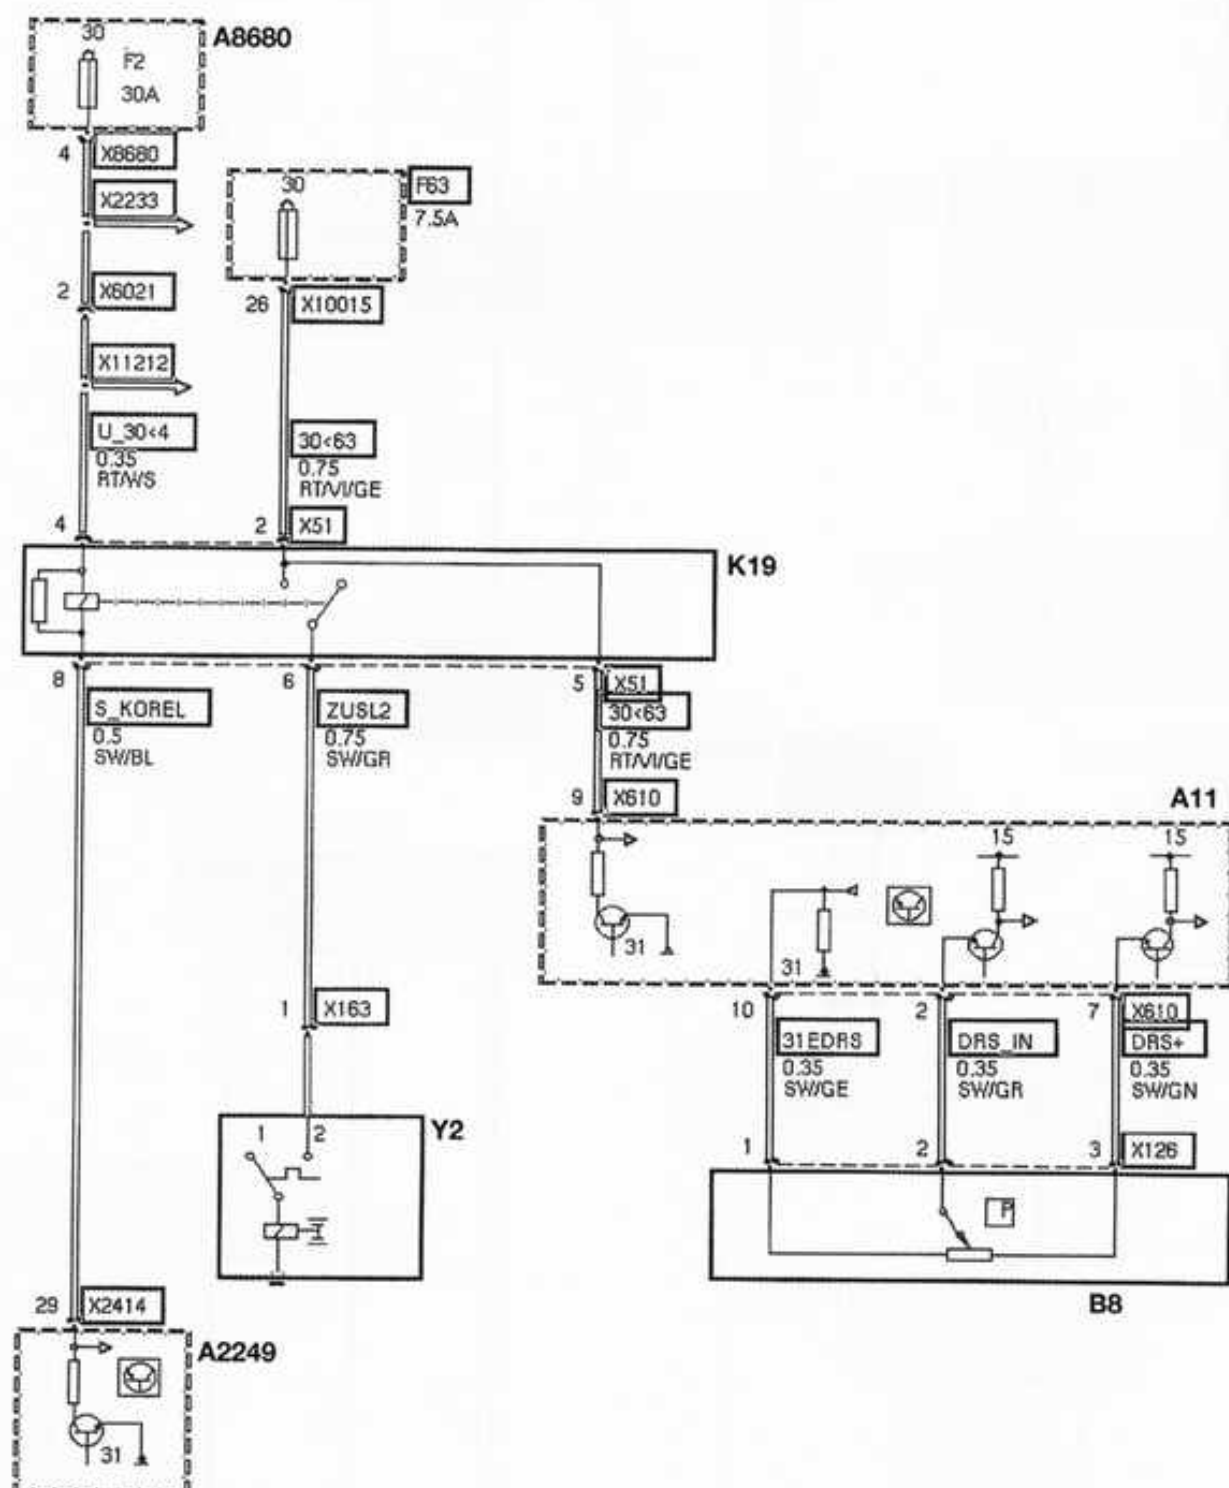 30
A8680
F2
30A
4
X8680
X2233
30
F63
7.5A
2
X6021
26
X10015
X11212
U_30<4
0.35
RT/WS
30<63
0.75
RT/VI/GE
4
2
X51
K19
8
S_KOREL
0.5
SW/BL
6
ZUSL2
0.75
SW/GR
5
X51
30<63
0.75
RT/VI/GE
9
X610
A11
15
15
31
31
10
2
7
X610
31EDRS
0.35
SW/GE
DRS_IN
0.35
SW/GR
DRS+
0.35
SW/GN
1
X163
1
2
3
X126
1
2
Y2
P
B8
29
X2414
A2249
31